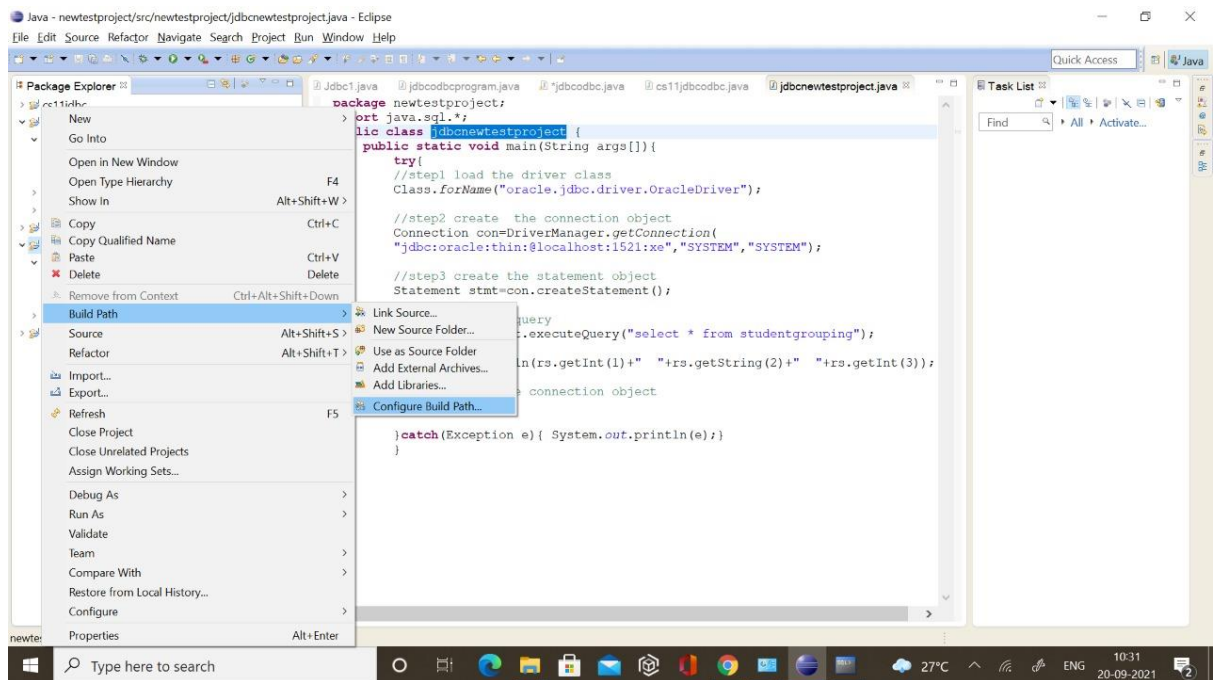 Java - newtestproject/src/newtestproject/jdbcnewtestproject.java - Eclipse
File Edit Source Refactor Navigate Search Project Run Window Help
Quick Access
Java
Package Explorer
Jdbc1.java jdbcodbcprogram.java *jdbcodbc.java cs11jdbcodbc.java jdbcnewtestproject.java
Task List
Find All Activate...
cs11jdbc
New
Go Into
Open in New Window
Open Type Hierarchy F4
Show In Alt+Shift+W >
Copy Ctrl+C
Copy Qualified Name
Paste Ctrl+V
Delete Delete
Remove from Context Ctrl+Alt+Shift+Down
Build Path
Source Alt+Shift+S >
Refactor Alt+Shift+T >
Import...
Export...
Refresh F5
Close Project
Close Unrelated Projects
Assign Working Sets...
Debug As
Run As
Validate
Team
Compare With
Restore from Local History...
Configure
Properties Alt+Enter
Link Source...
New Source Folder...
Use as Source Folder
Add External Archives...
Add Libraries...
Configure Build Path...
package newtestproject;
ort java.sql.*;
lic class jdbcnewtestproject {
public static void main(String args[]){
try{
//step1 load the driver class
Class.forName("oracle.jdbc.driver.OracleDriver");
//step2 create the connection object
Connection con=DriverManager.getConnection(
"jdbc:oracle:thin:@localhost:1521:xe","SYSTEM","SYSTEM");
//step3 create the statement object
Statement stmt=con.createStatement();
query
t.executeQuery("select * from studentgrouping");
ln(rs.getInt(1)+" "+rs.getString(2)+" "+rs.getInt(3));
connection object
}catch(Exception e){ System.out.println(e);}
}
newtes
Type here to search
27°C
ENG
10:31
20-09-2021
2